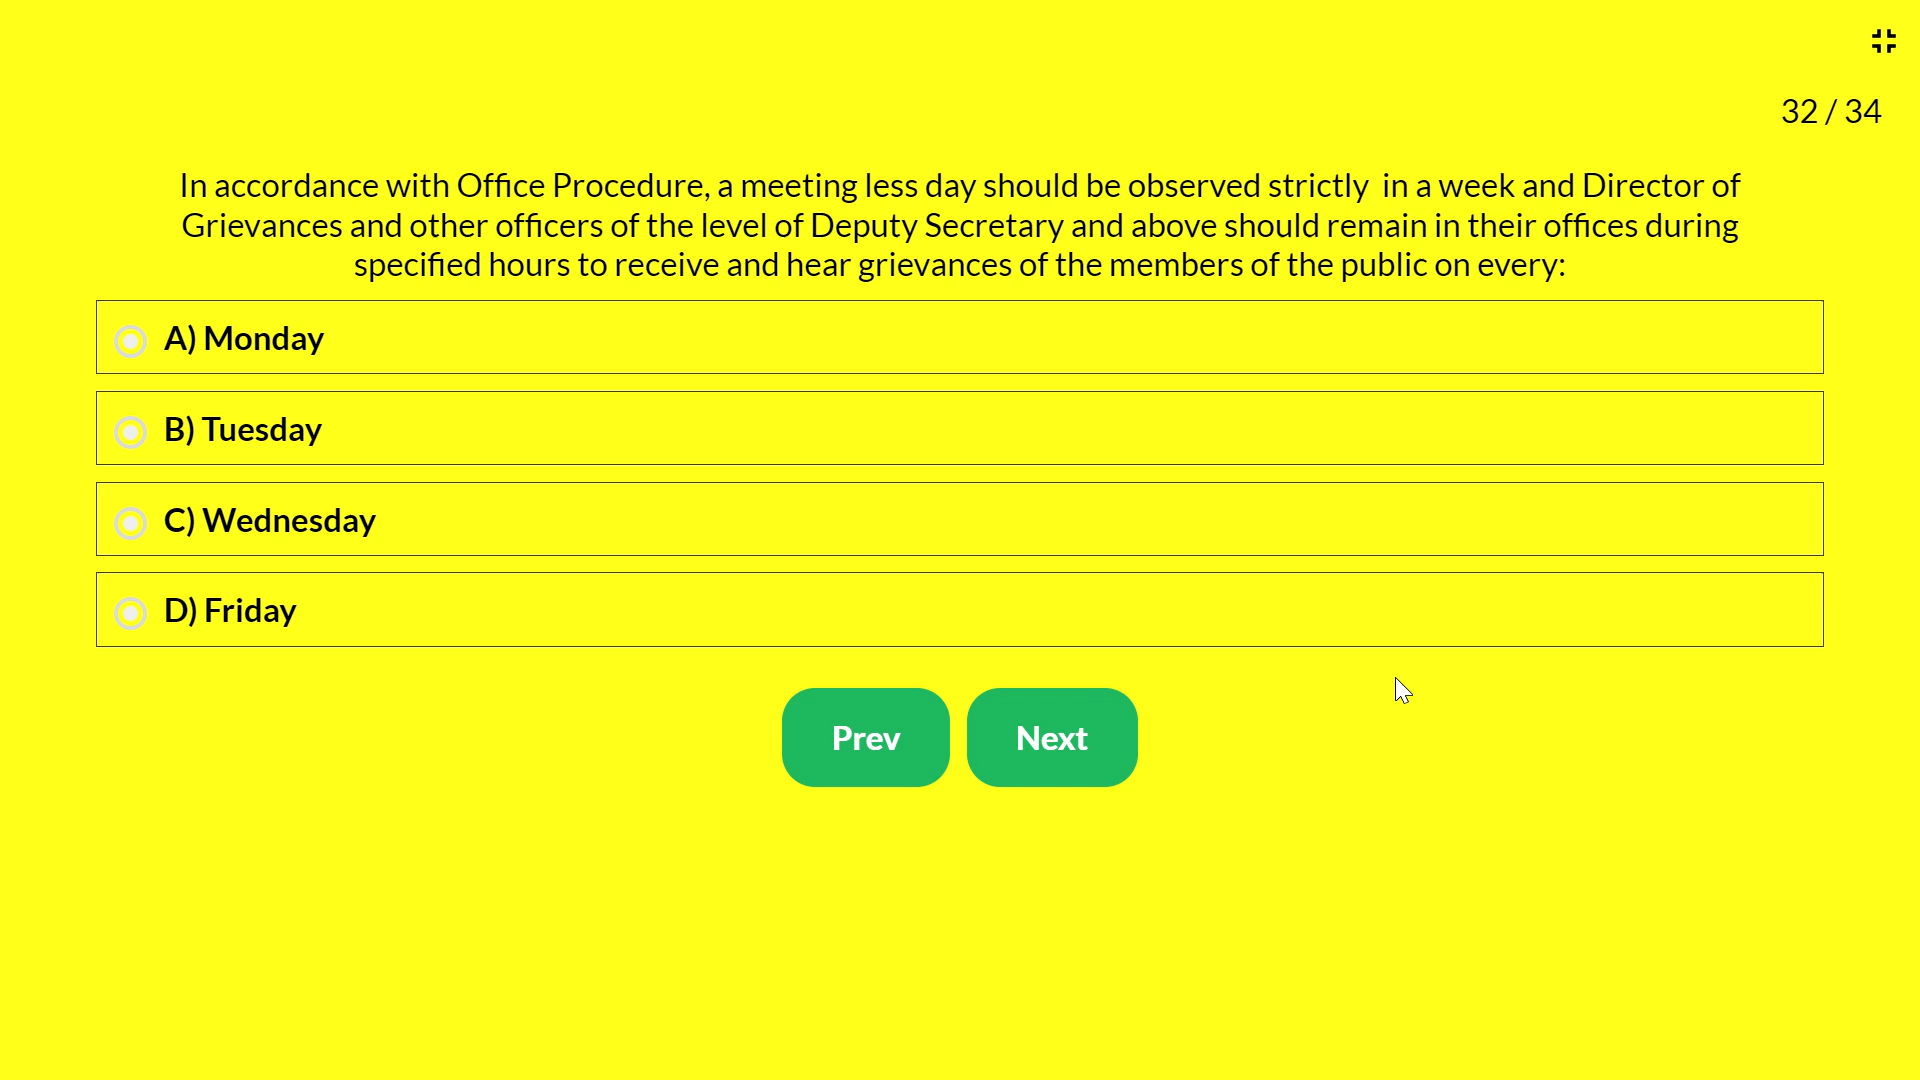 32 / 34
In accordance with Office Procedure, a meeting less day should be observed strictly  in a week and Director of
Grievances and other officers of the level of Deputy Secretary and above should remain in their offices during
specified hours to receive and hear grievances of the members of the public on every:
A) Monday
B) Tuesday
C) Wednesday
D) Friday
Prev Next